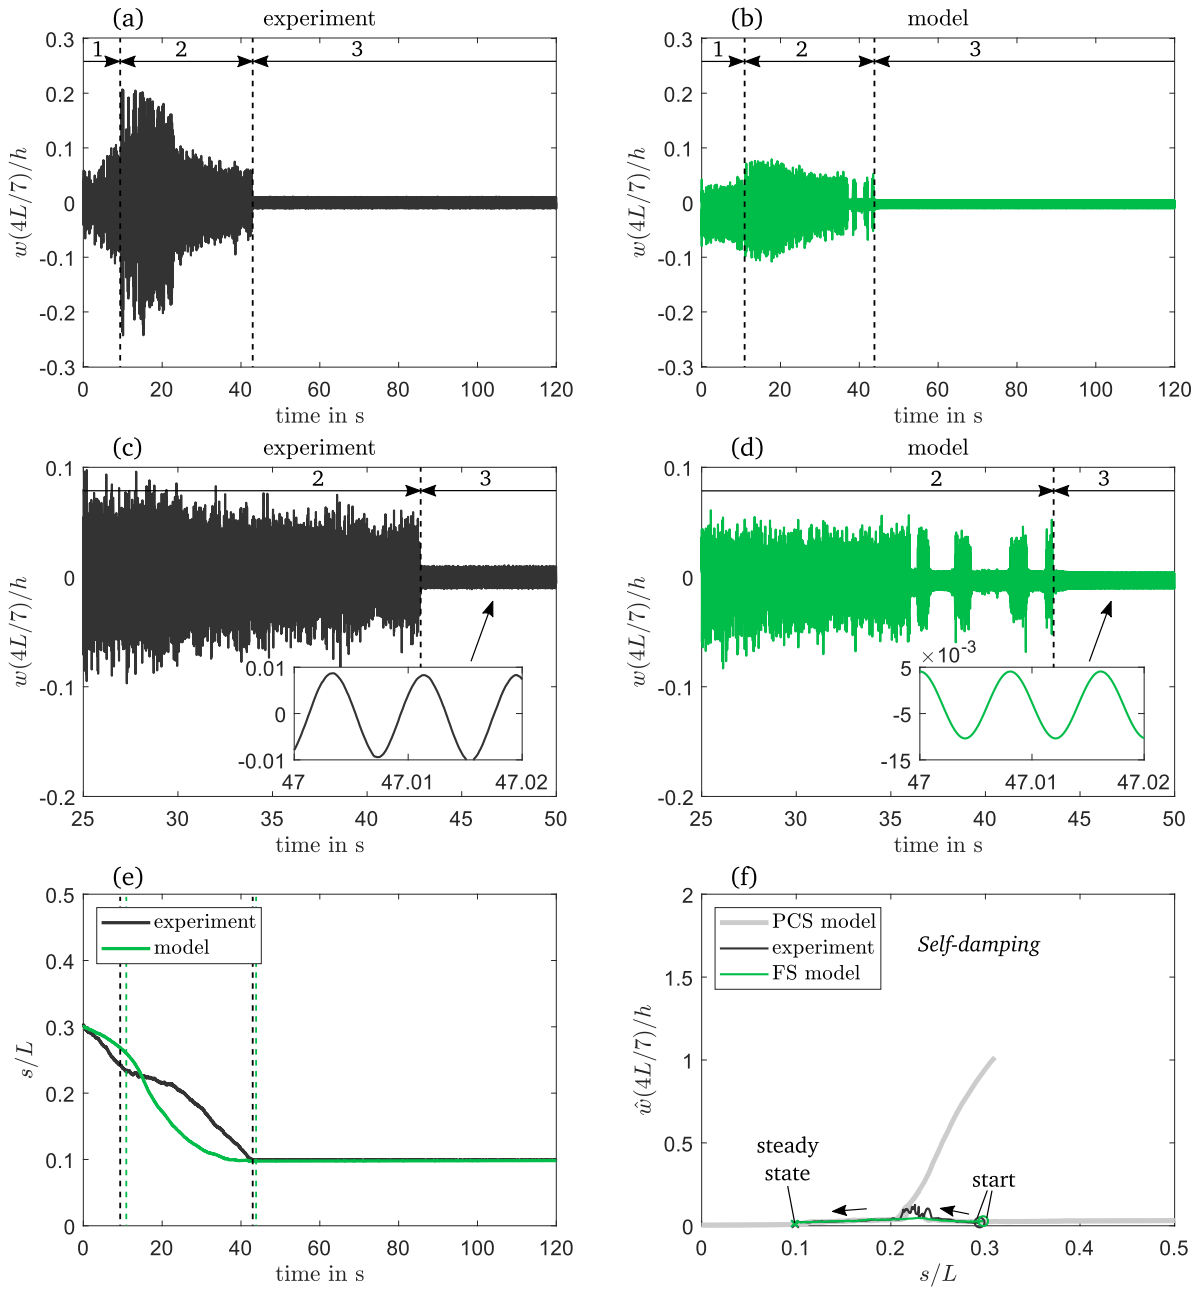 (a) experiment
1 2 3
0.3
0.2
0.1
0
-0.1
-0.2
-0.3
w(4L/7)/h
0 20 40 60 80 100 120
time in s
(b) model
1 2 3
0.3
0.2
0.1
0
-0.1
-0.2
-0.3
w(4L/7)/h
0 20 40 60 80 100 120
time in s
(c) experiment
2 3
0.1
0
-0.1
-0.2
w(4L/7)/h
0.01
0
-0.01
47 47.01 47.02
25 30 35 40 45 50
time in s
(d) model
2 3
0.1
0
-0.1
-0.2
w(4L/7)/h
×10⁻³
5
-5
-15
47 47.01 47.02
25 30 35 40 45 50
time in s
(e)
experiment
model
0.5
0.4
0.3
0.2
0.1
0
s/L
0 20 40 60 80 100 120
time in s
(f)
PCS model
experiment
FS model
Self-damping
2
1.5
1
0.5
0
ŵ(4L/7)/h
steady
state
start
0 0.1 0.2 0.3 0.4 0.5
s/L